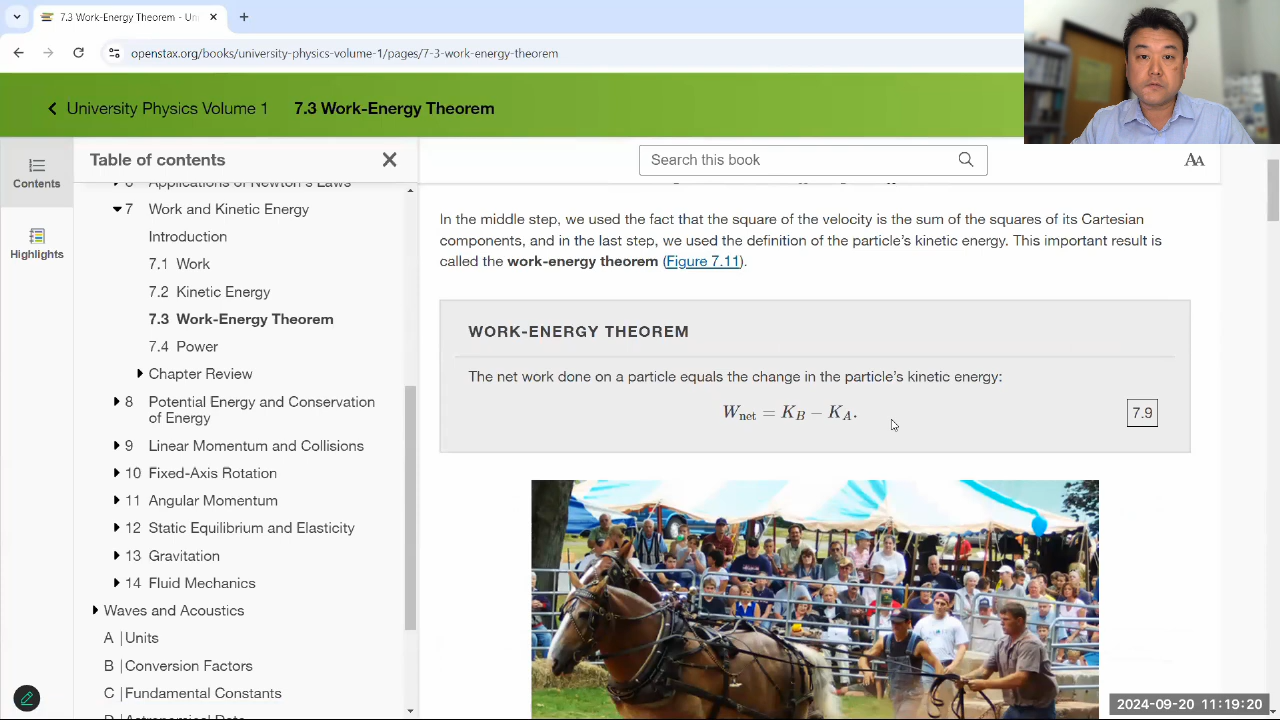 7.3 Work-Energy Theorem - Univ
openstax.org/books/university-physics-volume-1/pages/7-3-work-energy-theorem
University Physics Volume 1 7.3 Work-Energy Theorem
Contents
Highlights
Table of contents
6 Applications of Newton's Laws
7 Work and Kinetic Energy
Introduction
7.1 Work
7.2 Kinetic Energy
7.3 Work-Energy Theorem
7.4 Power
Chapter Review
8 Potential Energy and Conservation
of Energy
9 Linear Momentum and Collisions
10 Fixed-Axis Rotation
11 Angular Momentum
12 Static Equilibrium and Elasticity
13 Gravitation
14 Fluid Mechanics
Waves and Acoustics
A | Units
B | Conversion Factors
C | Fundamental Constants
Search this book
AA
In the middle step, we used the fact that the square of the velocity is the sum of the squares of its Cartesian
components, and in the last step, we used the definition of the particle's kinetic energy. This important result is
called the work-energy theorem (Figure 7.11).
WORK-ENERGY THEOREM
The net work done on a particle equals the change in the particle's kinetic energy:
W_net = K_B − K_A.
7.9
2024-09-20 11:19:20